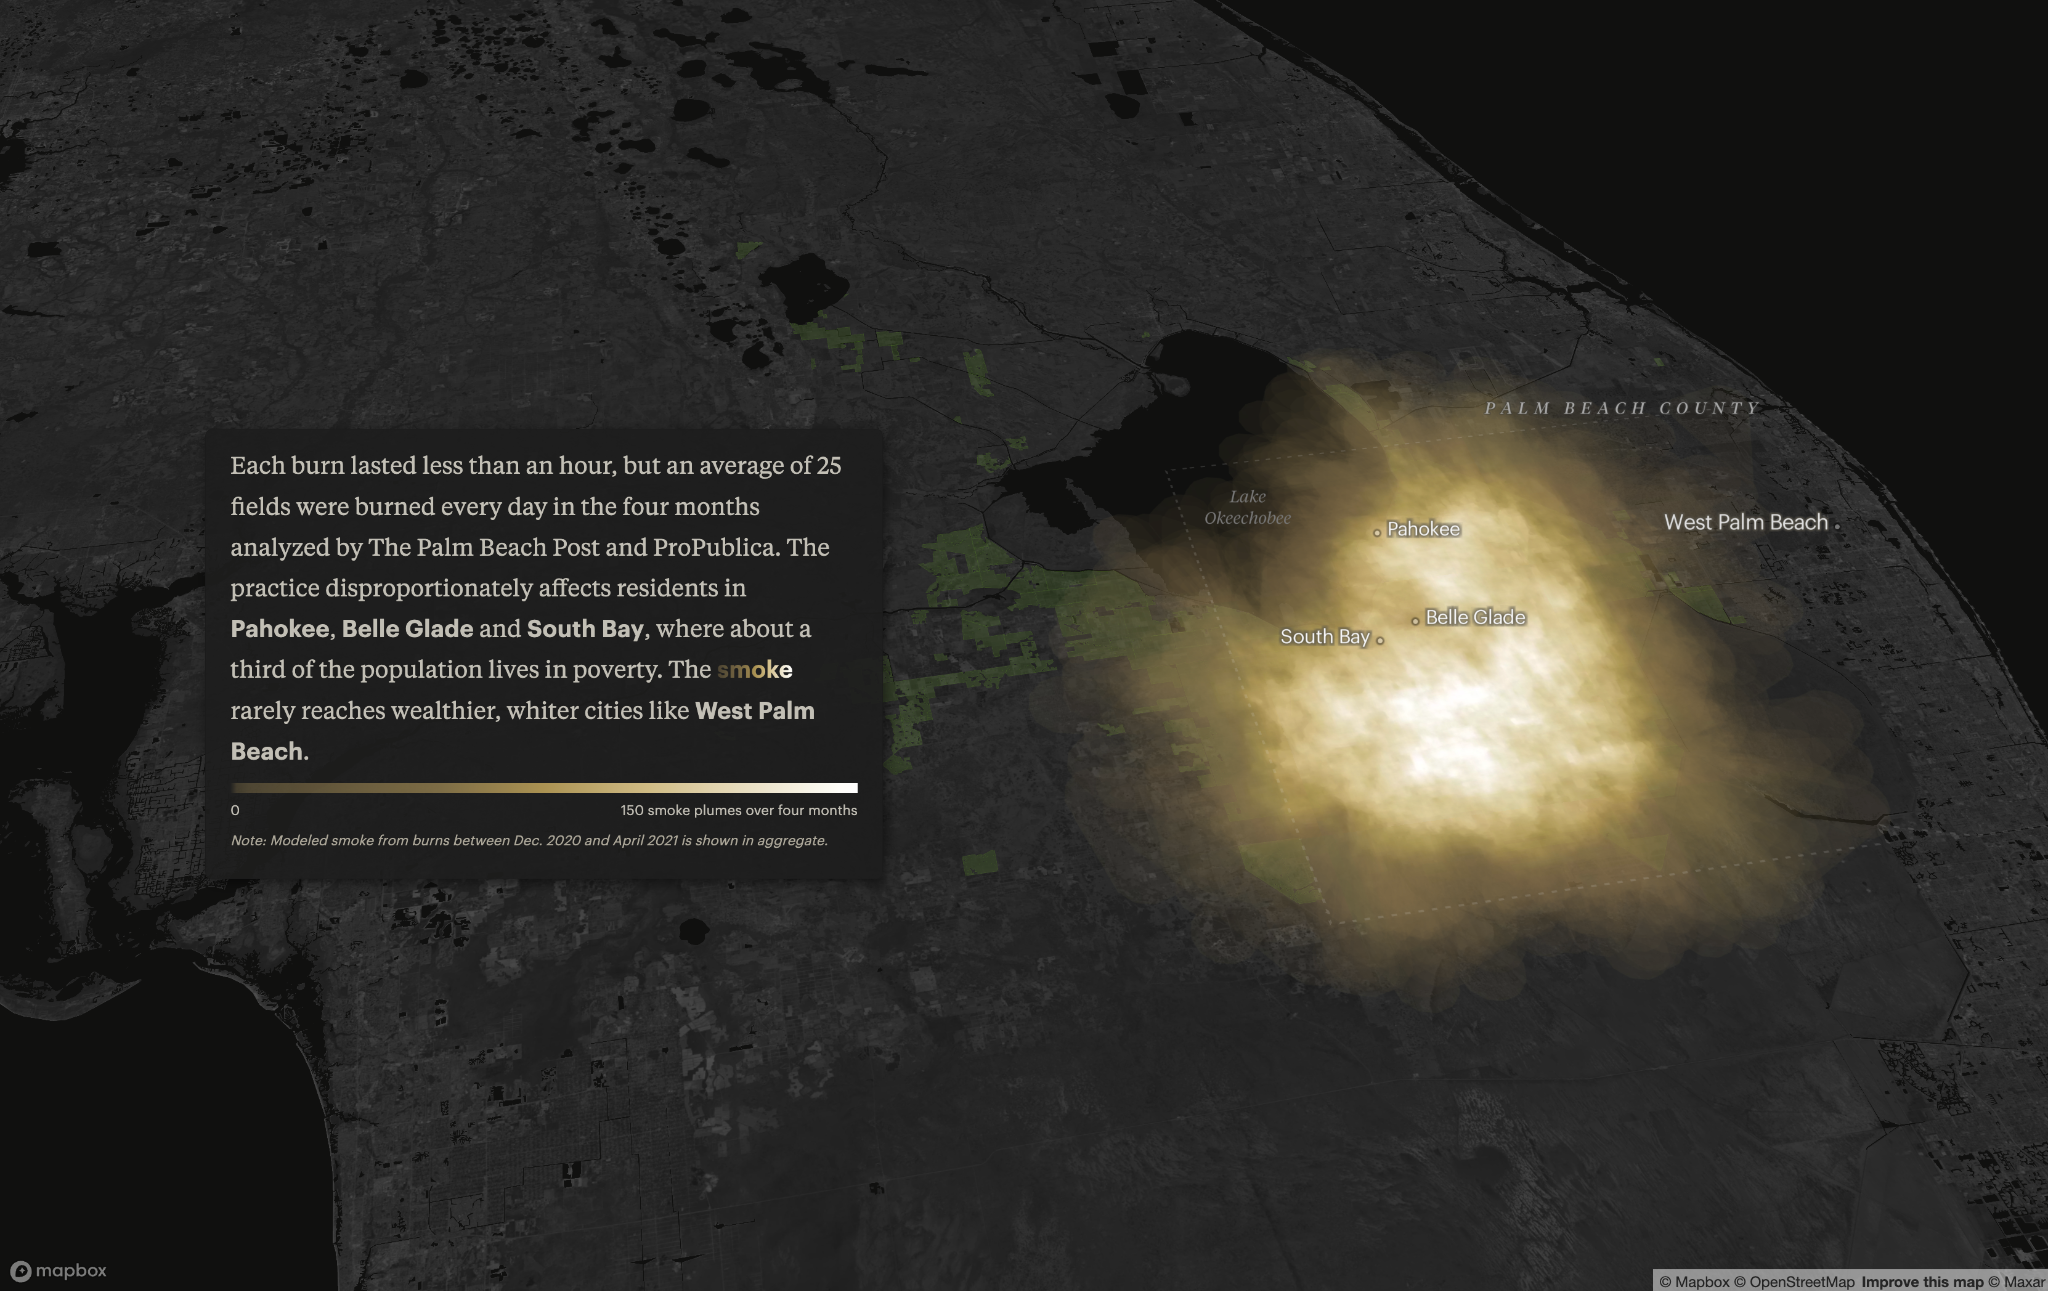 PALM BEACH COUNTY
Each burn lasted less than an hour, but an average of 25
fields were burned every day in the four months
analyzed by The Palm Beach Post and ProPublica. The
practice disproportionately affects residents in
Pahokee, Belle Glade and South Bay, where about a
third of the population lives in poverty. The smoke
rarely reaches wealthier, whiter cities like West Palm
Beach.
0
150 smoke plumes over four months
Note: Modeled smoke from burns between Dec. 2020 and April 2021 is shown in aggregate.
Lake
Okeechobee
Pahokee
West Palm Beach
Belle Glade
South Bay
mapbox
© Mapbox © OpenStreetMap Improve this map © Maxar